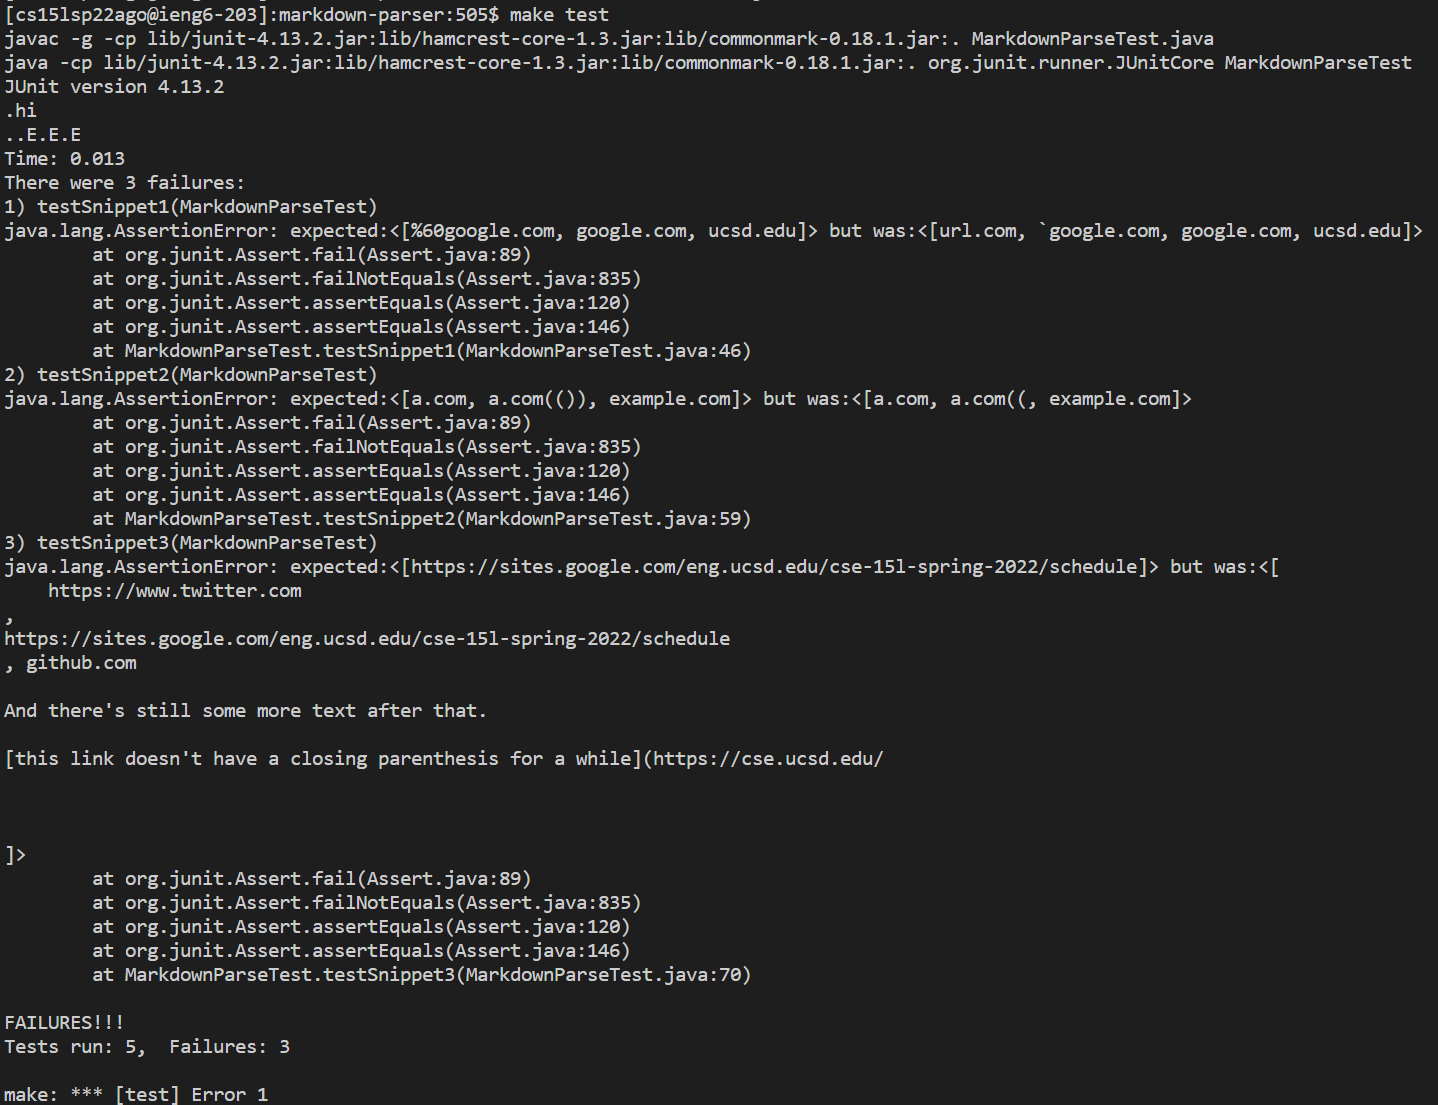 [cs15lsp22ago@ieng6-203]:markdown-parser:505$ make test
javac -g -cp lib/junit-4.13.2.jar:lib/hamcrest-core-1.3.jar:lib/commonmark-0.18.1.jar:. MarkdownParseTest.java
java -cp lib/junit-4.13.2.jar:lib/hamcrest-core-1.3.jar:lib/commonmark-0.18.1.jar:. org.junit.runner.JUnitCore MarkdownParseTest
JUnit version 4.13.2
.hi
..E.E.E
Time: 0.013
There were 3 failures:
1) testSnippet1(MarkdownParseTest)
java.lang.AssertionError: expected:<[%60google.com, google.com, ucsd.edu]> but was:<[url.com, `google.com, google.com, ucsd.edu]>
        at org.junit.Assert.fail(Assert.java:89)
        at org.junit.Assert.failNotEquals(Assert.java:835)
        at org.junit.Assert.assertEquals(Assert.java:120)
        at org.junit.Assert.assertEquals(Assert.java:146)
        at MarkdownParseTest.testSnippet1(MarkdownParseTest.java:46)
2) testSnippet2(MarkdownParseTest)
java.lang.AssertionError: expected:<[a.com, a.com(()), example.com]> but was:<[a.com, a.com((, example.com]>
        at org.junit.Assert.fail(Assert.java:89)
        at org.junit.Assert.failNotEquals(Assert.java:835)
        at org.junit.Assert.assertEquals(Assert.java:120)
        at org.junit.Assert.assertEquals(Assert.java:146)
        at MarkdownParseTest.testSnippet2(MarkdownParseTest.java:59)
3) testSnippet3(MarkdownParseTest)
java.lang.AssertionError: expected:<[https://sites.google.com/eng.ucsd.edu/cse-15l-spring-2022/schedule]> but was:<[
    https://www.twitter.com
,
https://sites.google.com/eng.ucsd.edu/cse-15l-spring-2022/schedule
, github.com

And there's still some more text after that.

[this link doesn't have a closing parenthesis for a while](https://cse.ucsd.edu/



]>
        at org.junit.Assert.fail(Assert.java:89)
        at org.junit.Assert.failNotEquals(Assert.java:835)
        at org.junit.Assert.assertEquals(Assert.java:120)
        at org.junit.Assert.assertEquals(Assert.java:146)
        at MarkdownParseTest.testSnippet3(MarkdownParseTest.java:70)

FAILURES!!!
Tests run: 5,  Failures: 3

make: *** [test] Error 1